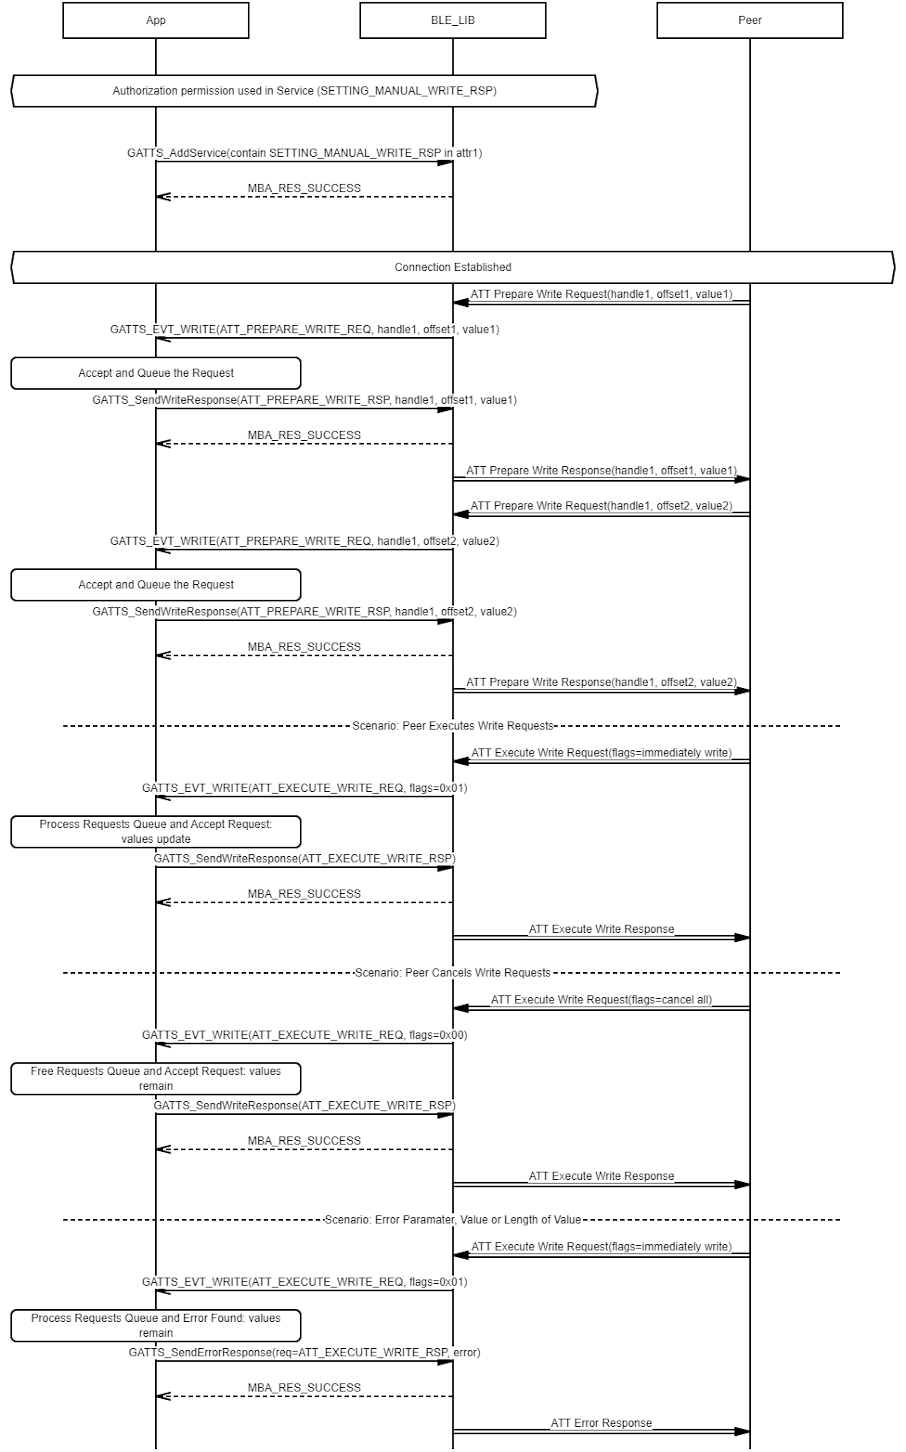 App
BLE_LIB
Peer
Authorization permission used in Service (SETTING_MANUAL_WRITE_RSP)
GATTS_AddService(contain SETTING_MANUAL_WRITE_RSP in attr1)
MBA_RES_SUCCESS
Connection Established
ATT Prepare Write Request(handle1, offset1, value1)
GATTS_EVT_WRITE(ATT_PREPARE_WRITE_REQ, handle1, offset1, value1)
Accept and Queue the Request
GATTS_SendWriteResponse(ATT_PREPARE_WRITE_RSP, handle1, offset1, value1)
MBA_RES_SUCCESS
ATT Prepare Write Response(handle1, offset1, value1)
ATT Prepare Write Request(handle1, offset2, value2)
GATTS_EVT_WRITE(ATT_PREPARE_WRITE_REQ, handle1, offset2, value2)
Accept and Queue the Request
GATTS_SendWriteResponse(ATT_PREPARE_WRITE_RSP, handle1, offset2, value2)
MBA_RES_SUCCESS
ATT Prepare Write Response(handle1, offset2, value2)
Scenario: Peer Executes Write Requests
ATT Execute Write Request(flags=immediately write)
GATTS_EVT_WRITE(ATT_EXECUTE_WRITE_REQ, flags=0x01)
Process Requests Queue and Accept Request:
values update
GATTS_SendWriteResponse(ATT_EXECUTE_WRITE_RSP)
MBA_RES_SUCCESS
ATT Execute Write Response
Scenario: Peer Cancels Write Requests
ATT Execute Write Request(flags=cancel all)
GATTS_EVT_WRITE(ATT_EXECUTE_WRITE_REQ, flags=0x00)
Free Requests Queue and Accept Request: values
remain
GATTS_SendWriteResponse(ATT_EXECUTE_WRITE_RSP)
MBA_RES_SUCCESS
ATT Execute Write Response
Scenario: Error Paramater, Value or Length of Value
ATT Execute Write Request(flags=immediately write)
GATTS_EVT_WRITE(ATT_EXECUTE_WRITE_REQ, flags=0x01)
Process Requests Queue and Error Found: values
remain
GATTS_SendErrorResponse(req=ATT_EXECUTE_WRITE_RSP, error)
MBA_RES_SUCCESS
ATT Error Response